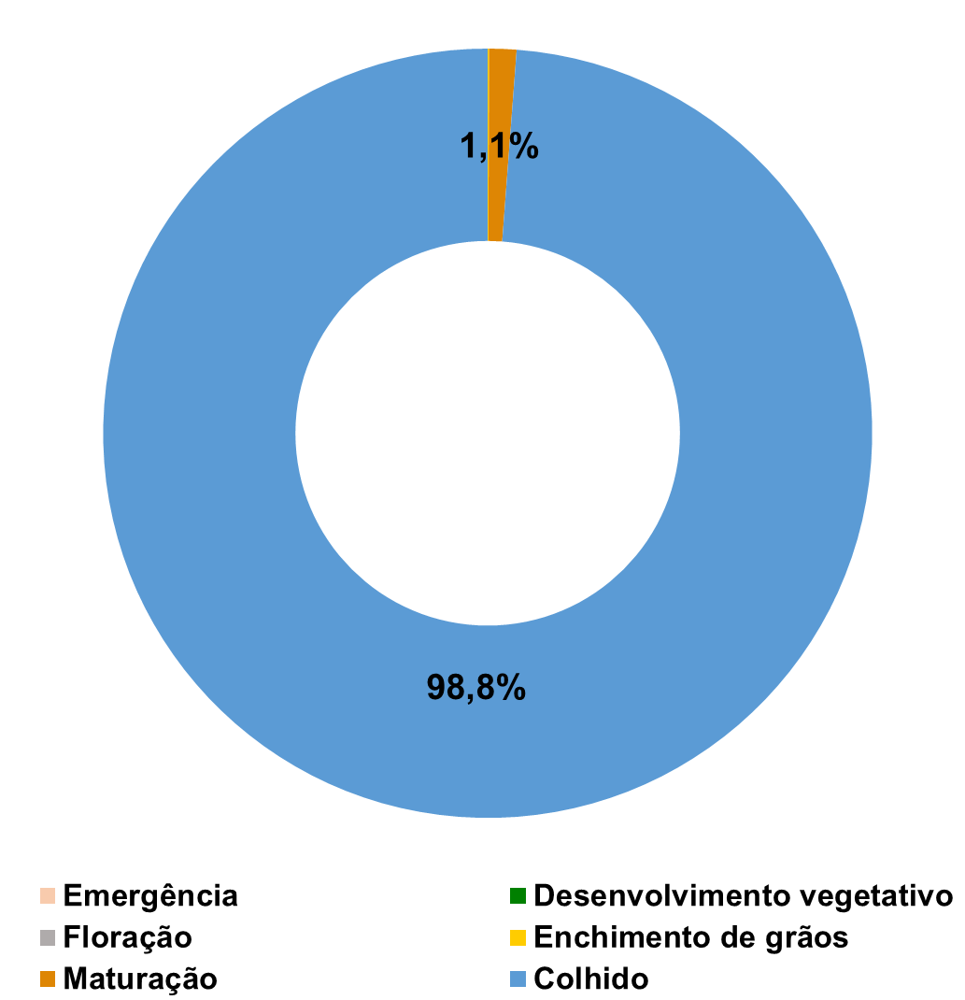 1,1%
98,8%
Emergência
Desenvolvimento vegetativo
Floração
Enchimento de grãos
Maturação
Colhido